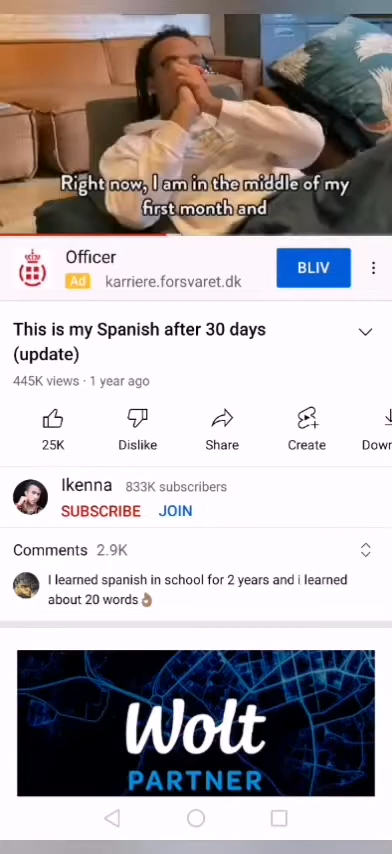 Right now, I am in the middle of my
first month and
Officer
Ad karriere.forsvaret.dk
BLIV
This is my Spanish after 30 days
(update)
445K views · 1 year ago
25K
Dislike
Share
Create
Down
Ikenna 833K subscribers
SUBSCRIBE JOIN
Comments 2.9K
I learned spanish in school for 2 years and i learned
about 20 words👌🏽
Wolt
PARTNER